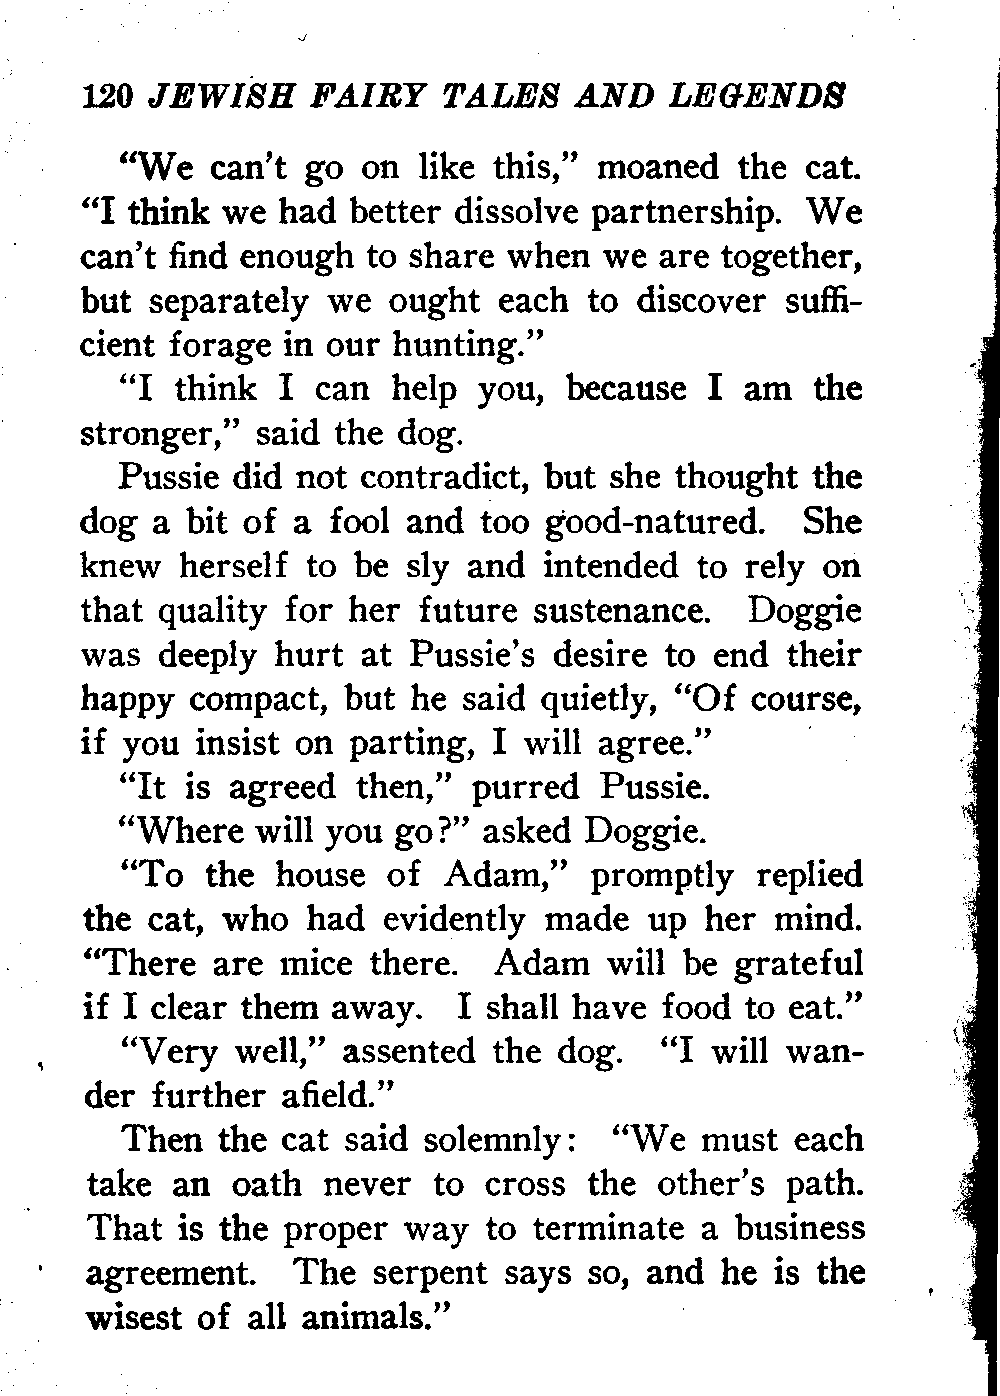 120 JEWISH FAIRY TALES AND LEGENDS
“We can’t go on like this,” moaned the cat.
“I think we had better dissolve partnership. We
can’t find enough to share when we are together,
but separately we ought each to discover suffi-
cient forage in our hunting.”
“I think I can help you, because I am the
stronger,” said the dog.
Pussie did not contradict, but she thought the
dog a bit of a fool and too good-natured. She
knew herself to be sly and intended to rely on
that quality for her future sustenance. Doggie
was deeply hurt at Pussie’s desire to end their
happy compact, but he said quietly, “Of course,
if you insist on parting, I will agree.”
“It is agreed then,” purred Pussie.
“Where will you go?” asked Doggie.
“To the house of Adam,” promptly replied
the cat, who had evidently made up her mind.
“There are mice there. Adam will be grateful
if I clear them away. I shall have food to eat.”
“Very well,” assented the dog. “I will wan-
der further afield.”
Then the cat said solemnly: “We must each
take an oath never to cross the other’s path.
That is the proper way to terminate a business
agreement. The serpent says so, and he is the
wisest of all animals.”